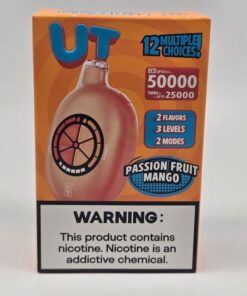 UT
12 MULTIPLE
CHOICES!
50000
25000
2 FLAVORS
3 LEVELS
2 MODES
PASSION FRUIT
MANGO
WARNING:
This product contains
nicotine. Nicotine is an
addictive chemical.